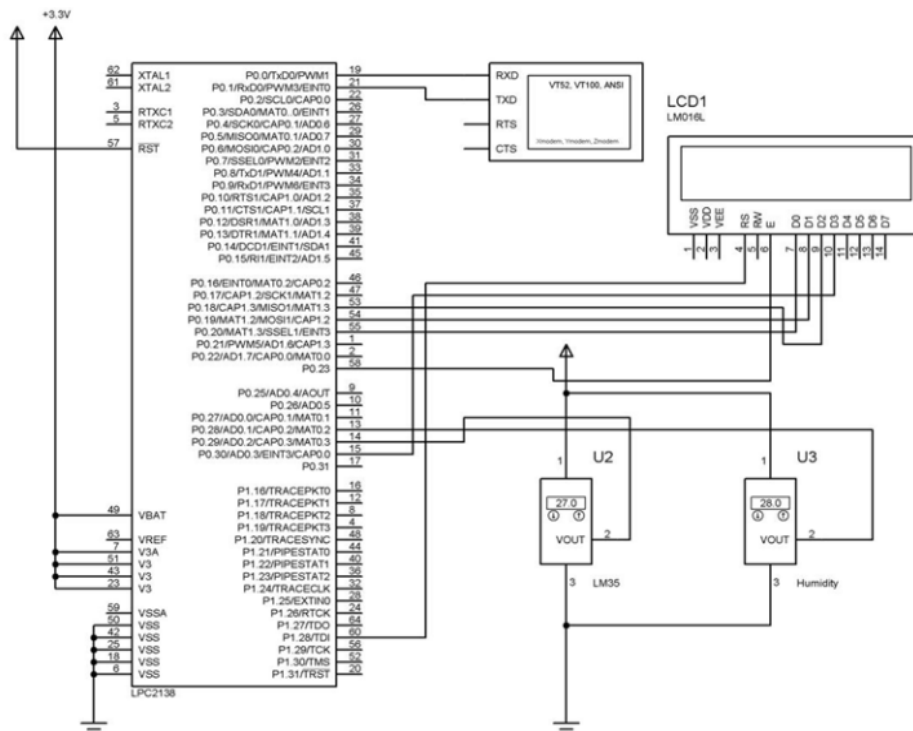 +3.3V
62 XTAL1
61 XTAL2
3 RTXC1
5 RTXC2
57 RST
49 VBAT
63 VREF
7 V3A
51 V3
43 V3
23 V3
59 VSSA
50 VSS
42 VSS
25 VSS
18 VSS
6 VSS
P0.0/TxD0/PWM1 19
P0.1/RxD0/PWM3/EINT0 21
P0.2/SCL0/CAP0.0 22
P0.3/SDA0/MAT0..0/EINT1 26
P0.4/SCK0/CAP0.1/AD0.6 27
P0.5/MISO0/MAT0.1/AD0.7 29
P0.6/MOSI0/CAP0.2/AD1.0 30
P0.7/SSEL0/PWM2/EINT2 31
P0.8/TxD1/PWM4/AD1.1 33
P0.9/RxD1/PWM6/EINT3 34
P0.10/RTS1/CAP1.0/AD1.2 35
P0.11/CTS1/CAP1.1/SCL1 37
P0.12/DSR1/MAT1.0/AD1.3 38
P0.13/DTR1/MAT1.1/AD1.4 39
P0.14/DCD1/EINT1/SDA1 41
P0.15/RI1/EINT2/AD1.5 45
P0.16/EINT0/MAT0.2/CAP0.2 46
P0.17/CAP1.2/SCK1/MAT1.2 47
P0.18/CAP1.3/MISO1/MAT1.3 53
P0.19/MAT1.2/MOSI1/CAP1.2 54
P0.20/MAT1.3/SSEL1/EINT3 55
P0.21/PWM5/AD1.6/CAP1.3 1
P0.22/AD1.7/CAP0.0/MAT0.0 2
P0.23 58
P0.25/AD0.4/AOUT 9
P0.26/AD0.5 10
P0.27/AD0.0/CAP0.1/MAT0.1 11
P0.28/AD0.1/CAP0.2/MAT0.2 13
P0.29/AD0.2/CAP0.3/MAT0.3 14
P0.30/AD0.3/EINT3/CAP0.0 15
P0.31 17
P1.16/TRACEPKT0 16
P1.17/TRACEPKT1 12
P1.18/TRACEPKT2 8
P1.19/TRACEPKT3 4
P1.20/TRACESYNC 48
P1.21/PIPESTAT0 44
P1.22/PIPESTAT1 40
P1.23/PIPESTAT2 36
P1.24/TRACECLK 32
P1.25/EXTIN0 28
P1.26/RTCK 24
P1.27/TDO 64
P1.28/TDI 60
P1.29/TCK 56
P1.30/TMS 52
P1.31/TRST 20
LPC2138
RXD
TXD
RTS
CTS
VT52, VT100, ANSI
Xmodem, Ymodem, Zmodem
LCD1
LM016L
VSS VDD VEE RS RW E D0 D1 D2 D3 D4 D5 D6 D7
1 2 3 4 5 6 7 8 9 10 11 12 13 14
1 U2
27.0
VOUT 2
3 LM35
1 U3
28.0
VOUT 2
3 Humidity